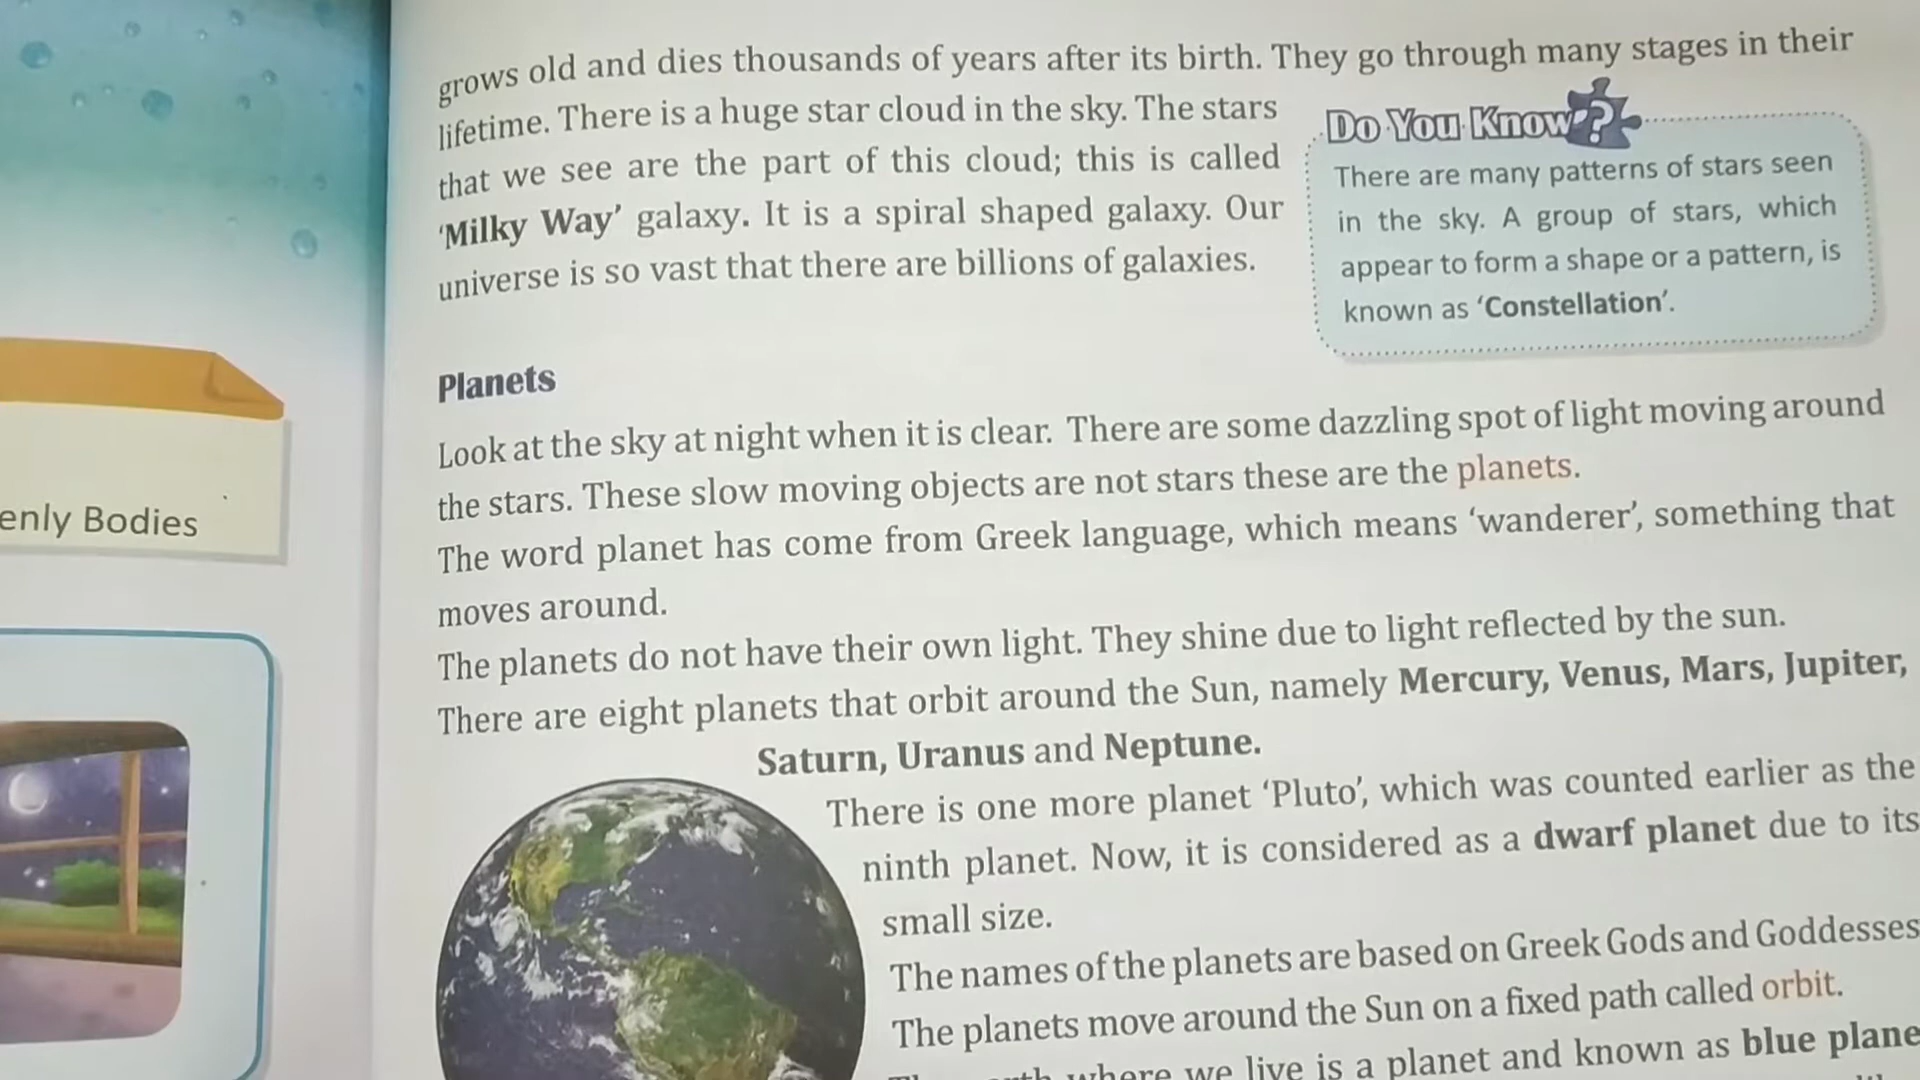 grows old and dies thousands of years after its birth. They go through many stages in their
lifetime. There is a huge star cloud in the sky. The stars
that we see are the part of this cloud; this is called
‘Milky Way’ galaxy. It is a spiral shaped galaxy. Our
universe is so vast that there are billions of galaxies.
Do You Know?
There are many patterns of stars seen
in the sky. A group of stars, which
appear to form a shape or a pattern, is
known as ‘Constellation’.
Planets
Look at the sky at night when it is clear. There are some dazzling spot of light moving around
the stars. These slow moving objects are not stars these are the planets.
The word planet has come from Greek language, which means ‘wanderer’, something that
moves around.
The planets do not have their own light. They shine due to light reflected by the sun.
There are eight planets that orbit around the Sun, namely Mercury, Venus, Mars, Jupiter,
Saturn, Uranus and Neptune.
There is one more planet ‘Pluto’, which was counted earlier as the
ninth planet. Now, it is considered as a dwarf planet due to its
small size.
The names of the planets are based on Greek Gods and Goddesses
The planets move around the Sun on a fixed path called orbit.
where we live is a planet and known as blue plane
enly Bodies